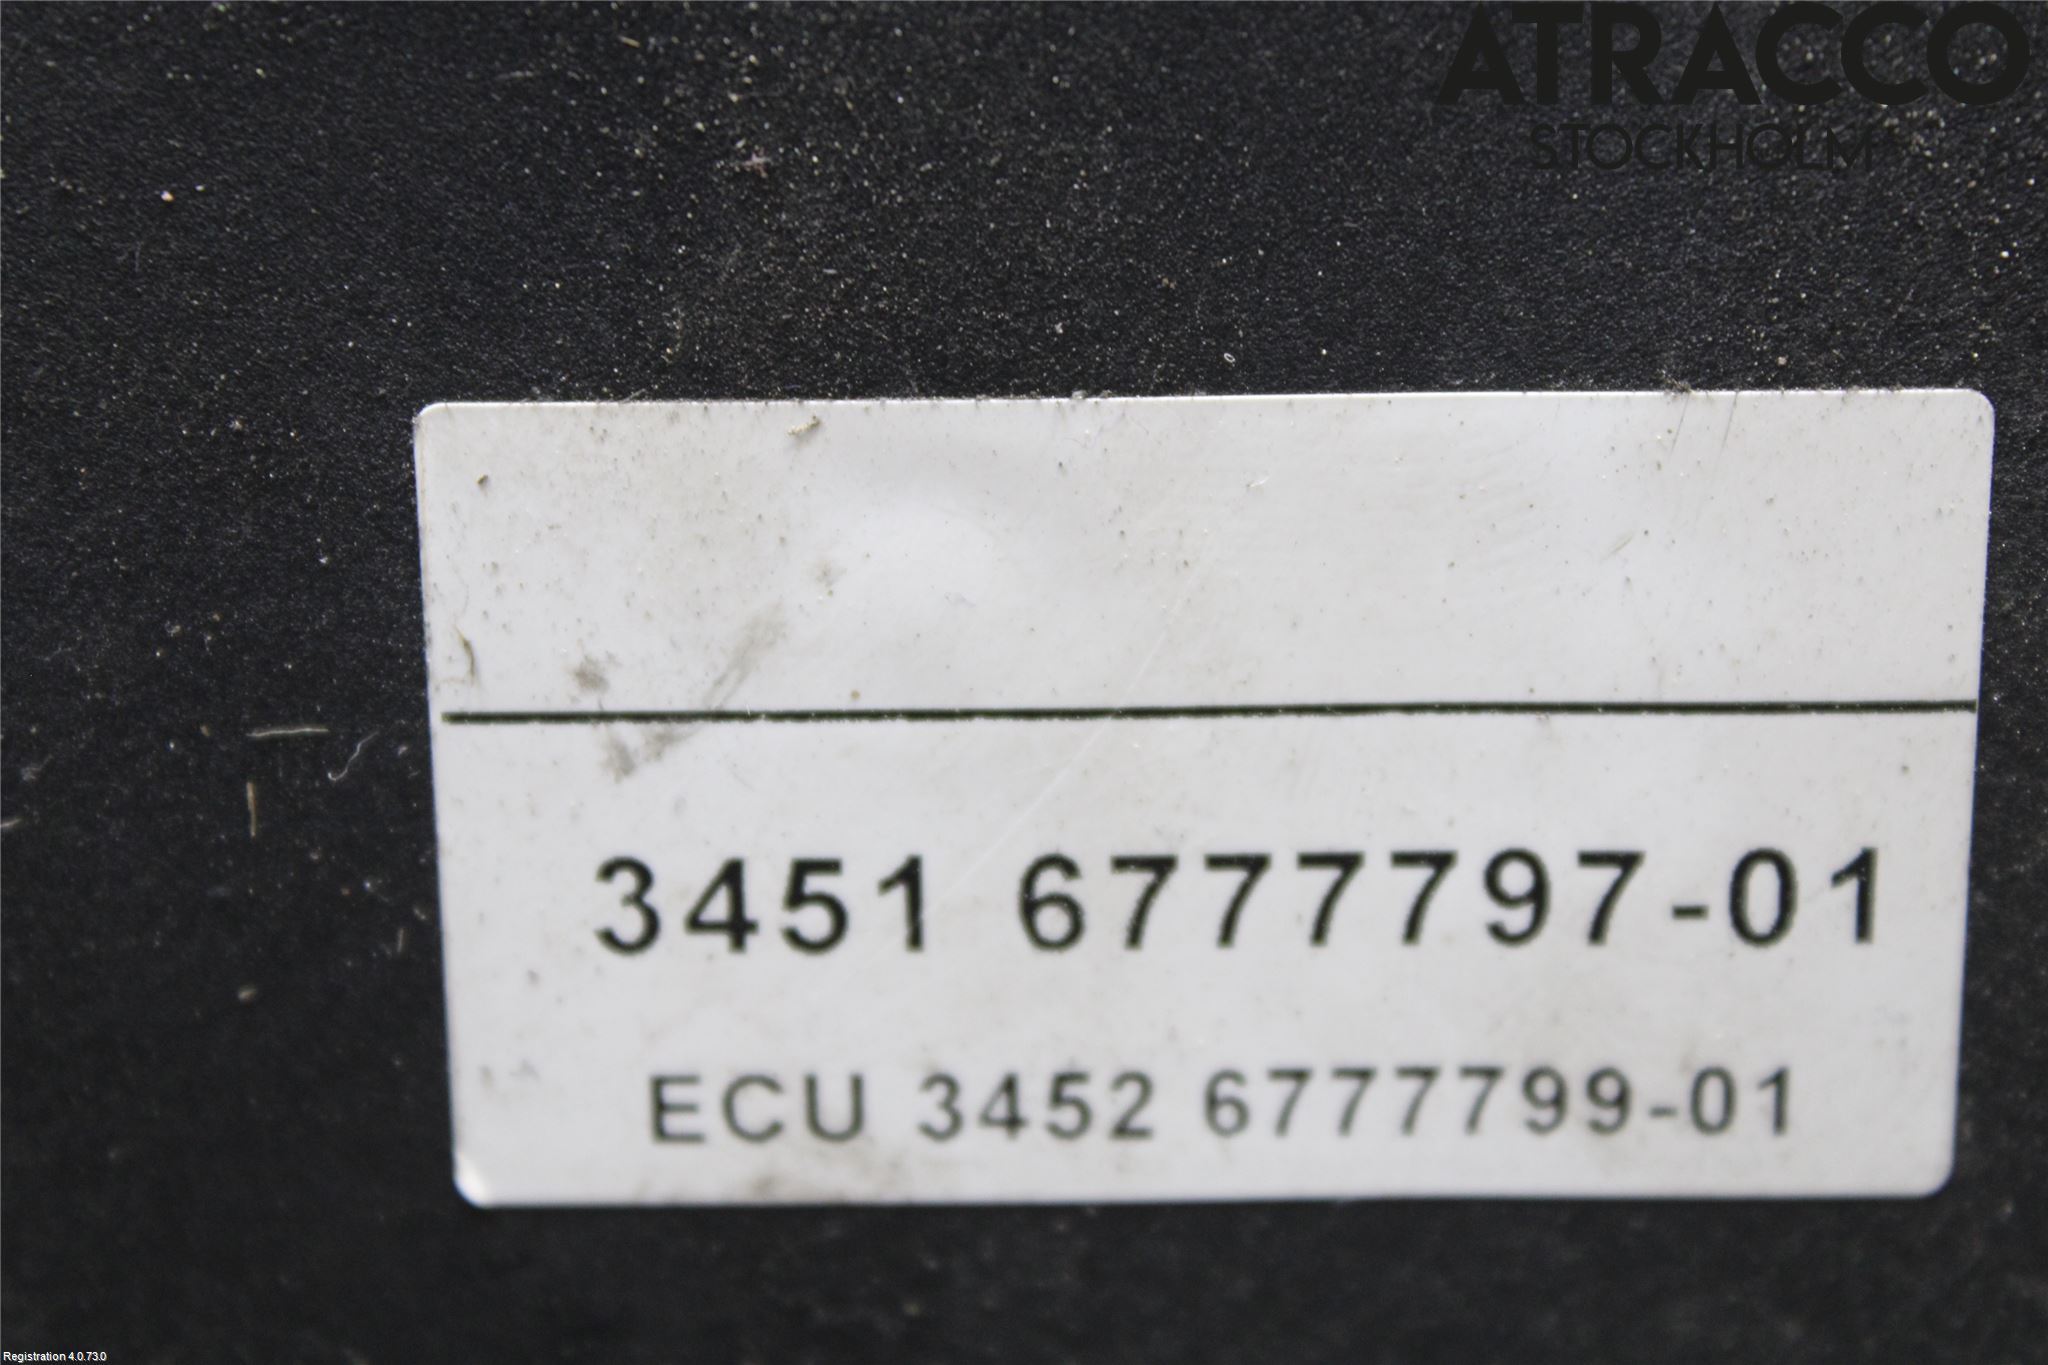 ATRACCO
STOCKHOLM
3451 6777797-01
ECU 3452 6777799-01
Registration 4.0.73.0